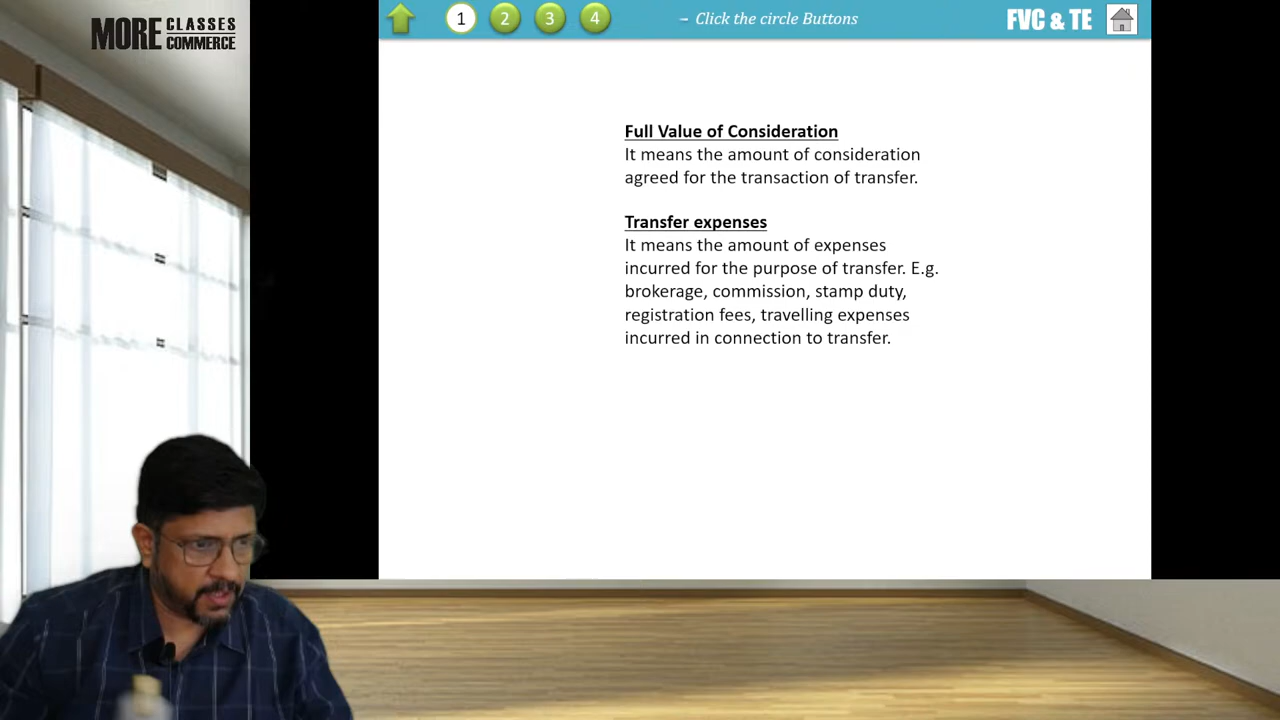 MORE CLASSES COMMERCE
1 2 3 4 – Click the circle Buttons FVC & TE
Full Value of Consideration
It means the amount of consideration
agreed for the transaction of transfer.
Transfer expenses
It means the amount of expenses
incurred for the purpose of transfer. E.g.
brokerage, commission, stamp duty,
registration fees, travelling expenses
incurred in connection to transfer.